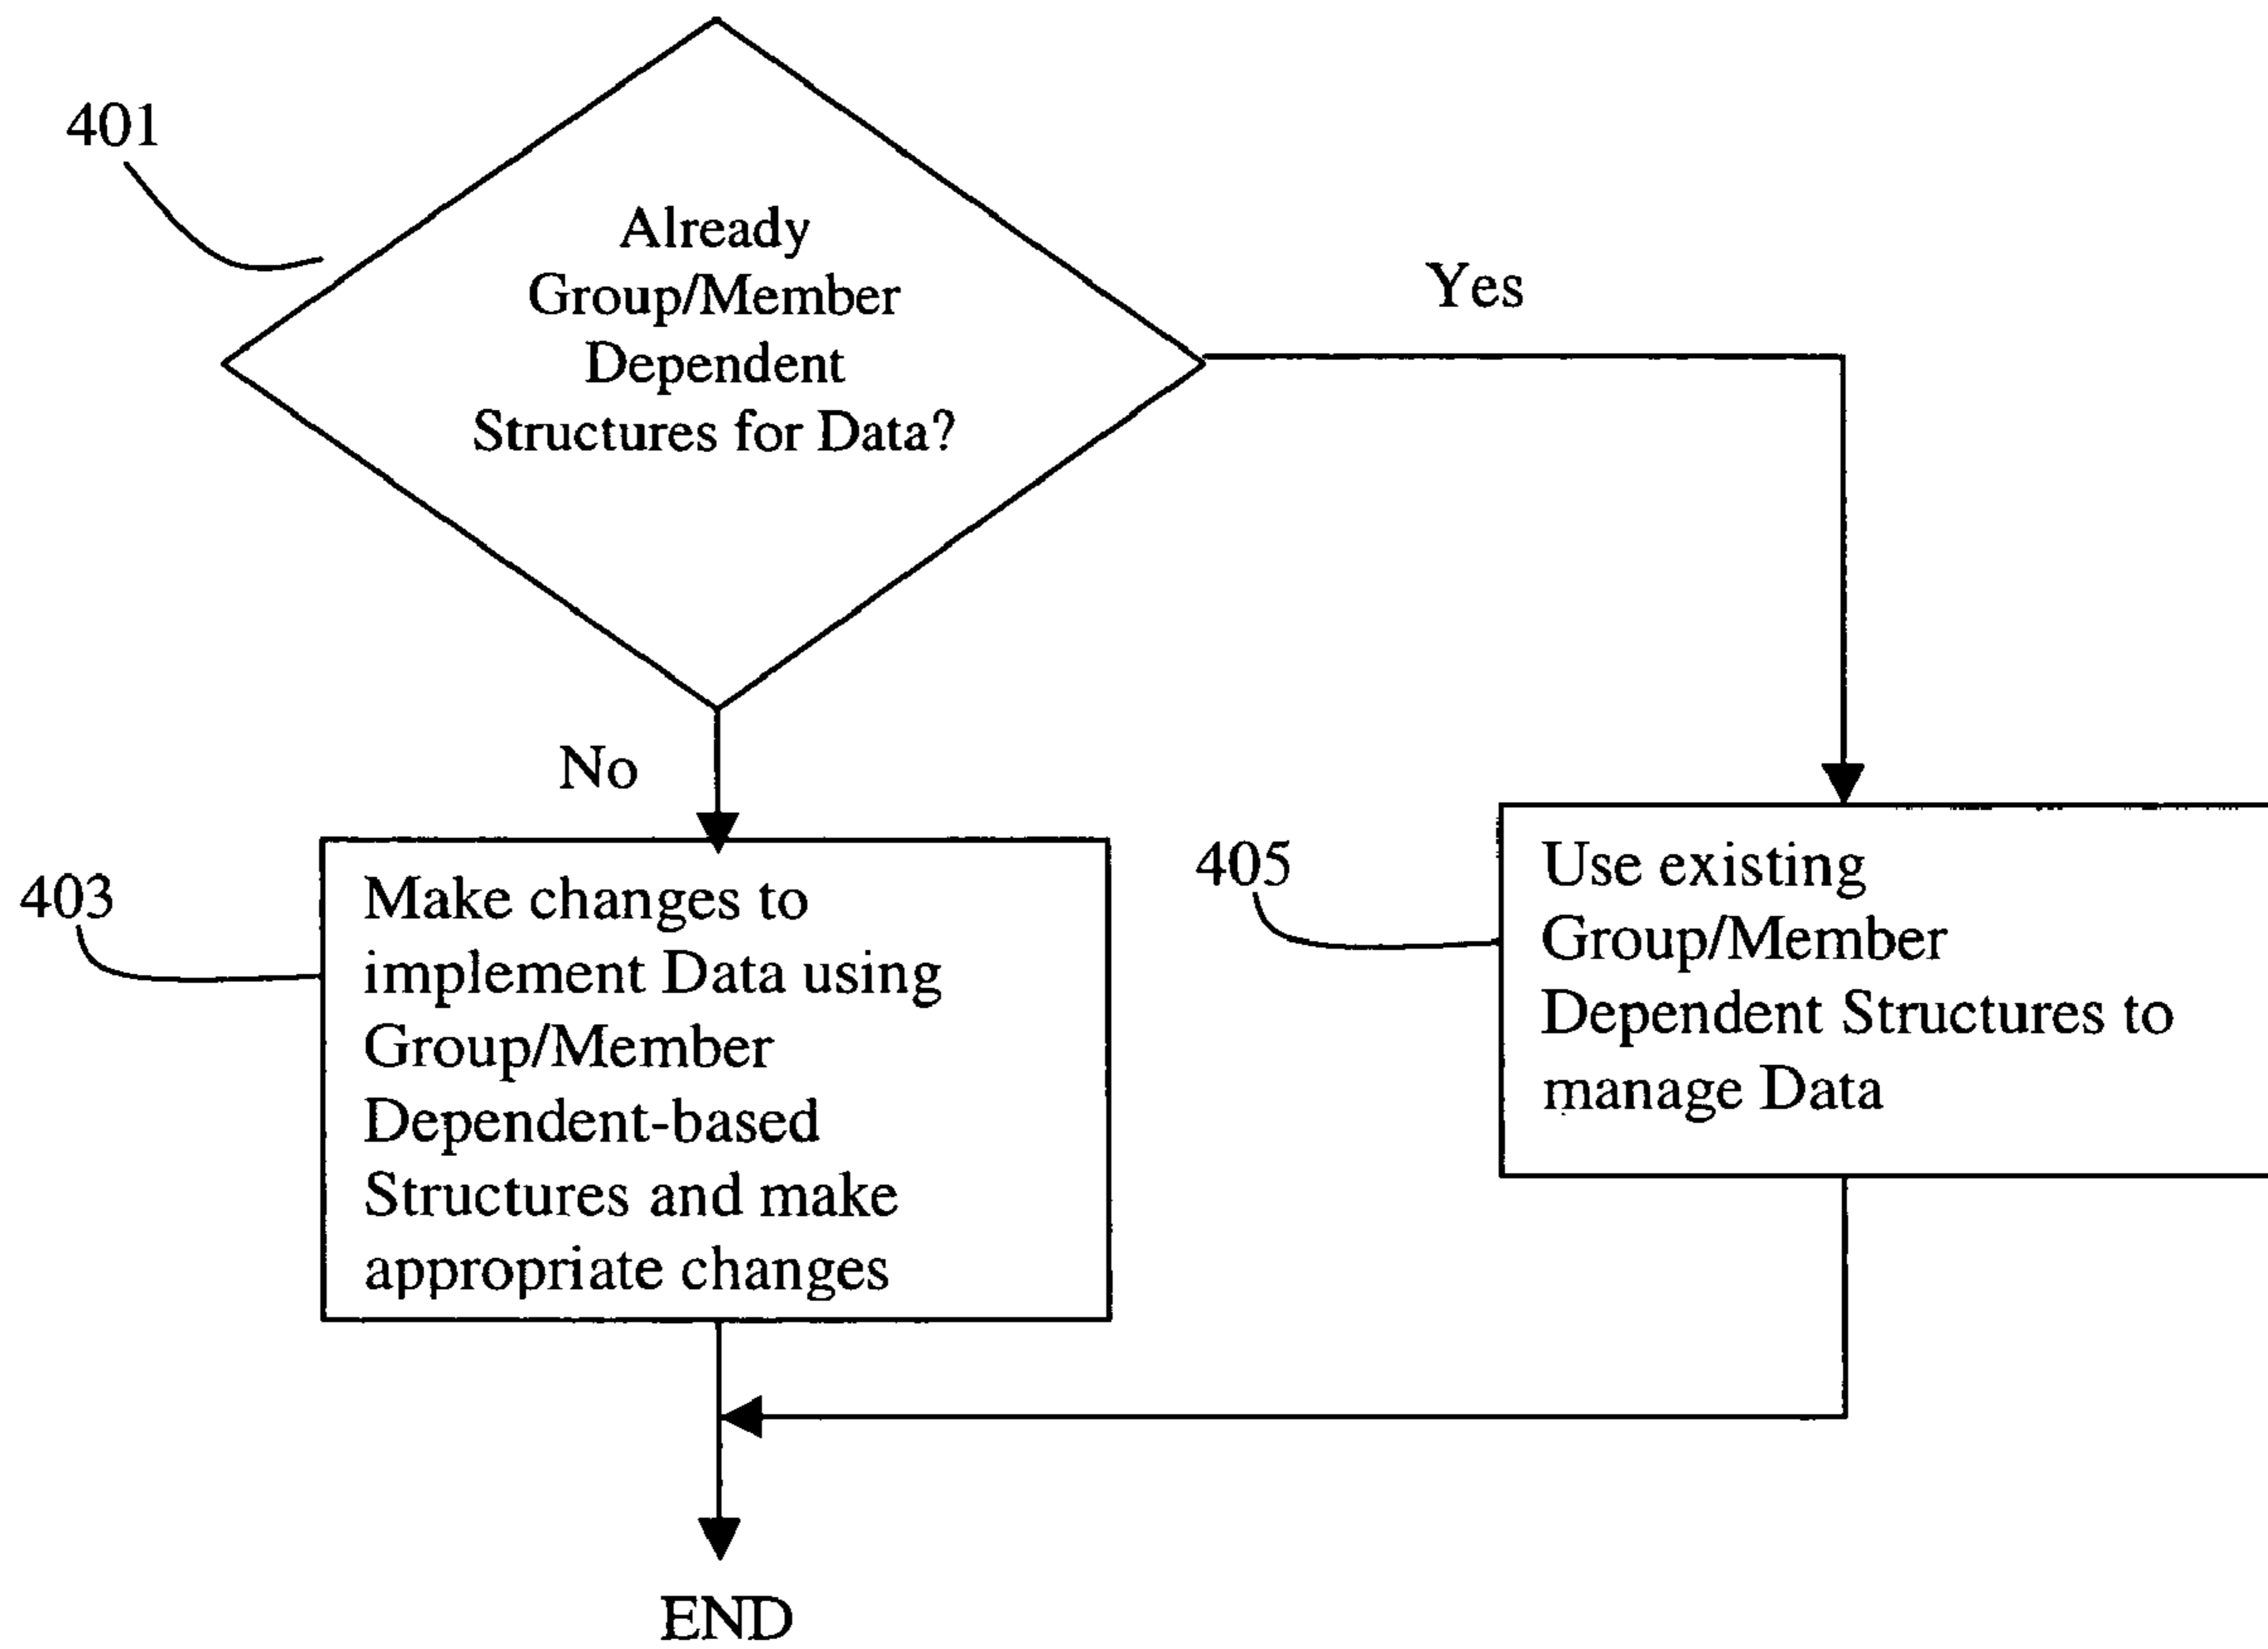 401
Already
Group/Member
Dependent
Structures for Data?
Yes
No
403
Make changes to
implement Data using
Group/Member
Dependent-based
Structures and make
appropriate changes
405
Use existing
Group/Member
Dependent Structures to
manage Data
END